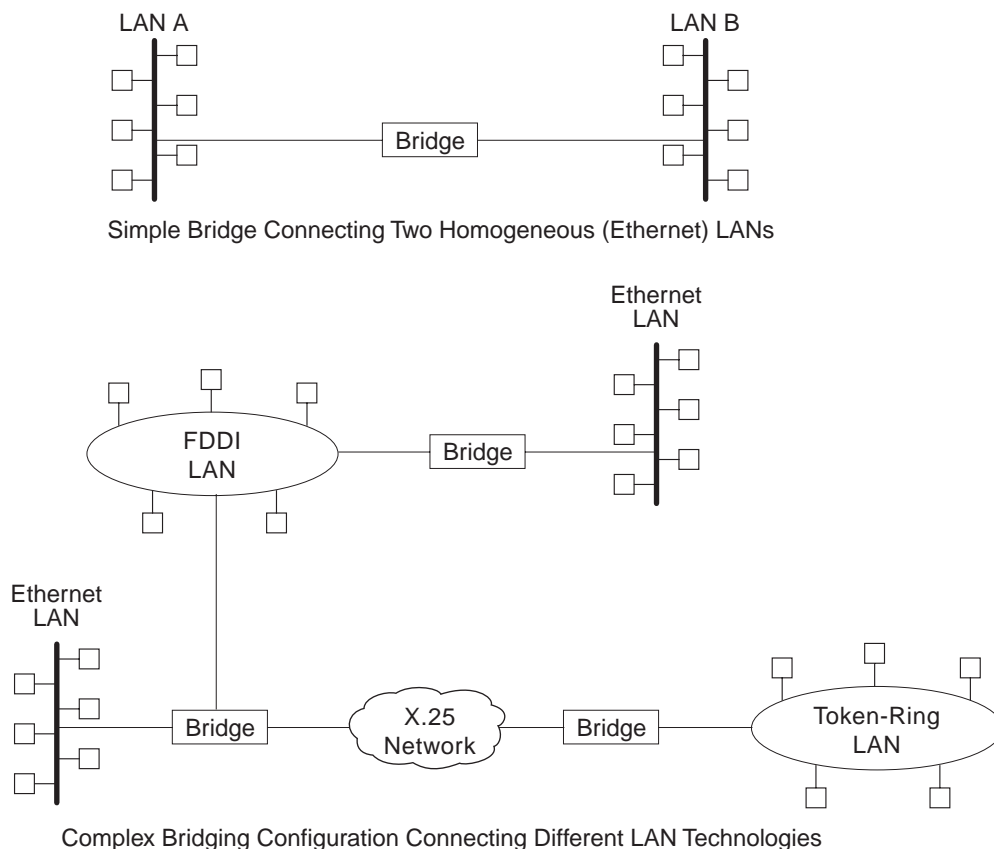 LAN A
LAN B
Bridge
Simple Bridge Connecting Two Homogeneous (Ethernet) LANs
Ethernet
LAN
FDDI
LAN
Bridge
Ethernet
LAN
Bridge
X.25
Network
Bridge
Token-Ring
LAN
Complex Bridging Configuration Connecting Different LAN Technologies